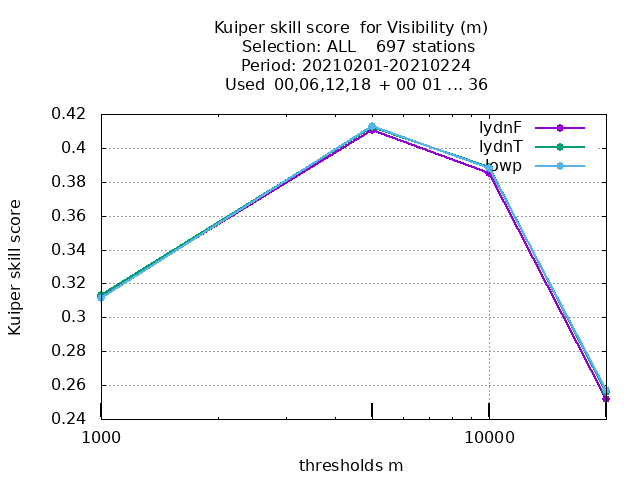 Kuiper skill score  for Visibility (m)
Selection: ALL    697 stations
Period: 20210201-20210224
Used  00,06,12,18  + 00 01 ... 36
lydnF
lydnT
lowp
0.42
0.4
0.38
0.36
0.34
0.32
0.3
0.28
0.26
0.24
Kuiper skill score
1000
10000
thresholds m